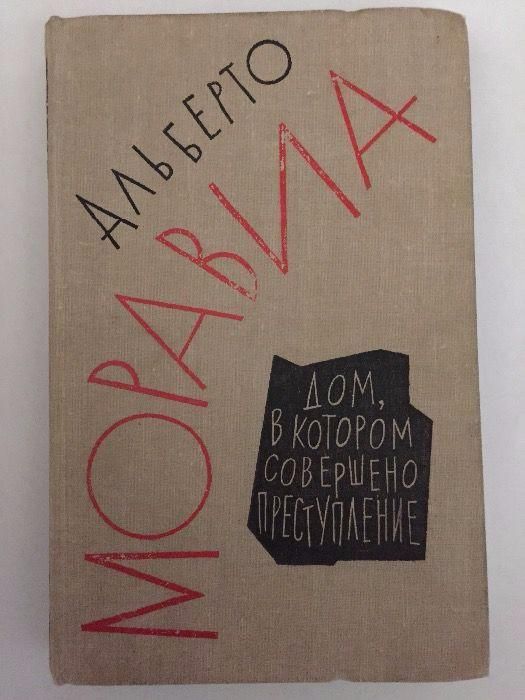 АЛЬБЕРТО
МОРАВИА
ДОМ,
В КОТОРОМ
СОВЕРШЕНО
ПРЕСТУПЛЕНИЕ